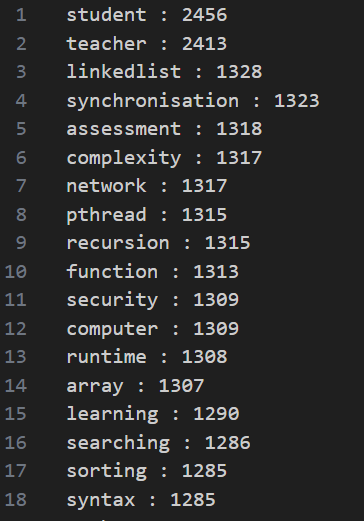 1 student : 2456
2 teacher : 2413
3 linkedlist : 1328
4 synchronisation : 1323
5 assessment : 1318
6 complexity : 1317
7 network : 1317
8 pthread : 1315
9 recursion : 1315
10 function : 1313
11 security : 1309
12 computer : 1309
13 runtime : 1308
14 array : 1307
15 learning : 1290
16 searching : 1286
17 sorting : 1285
18 syntax : 1285